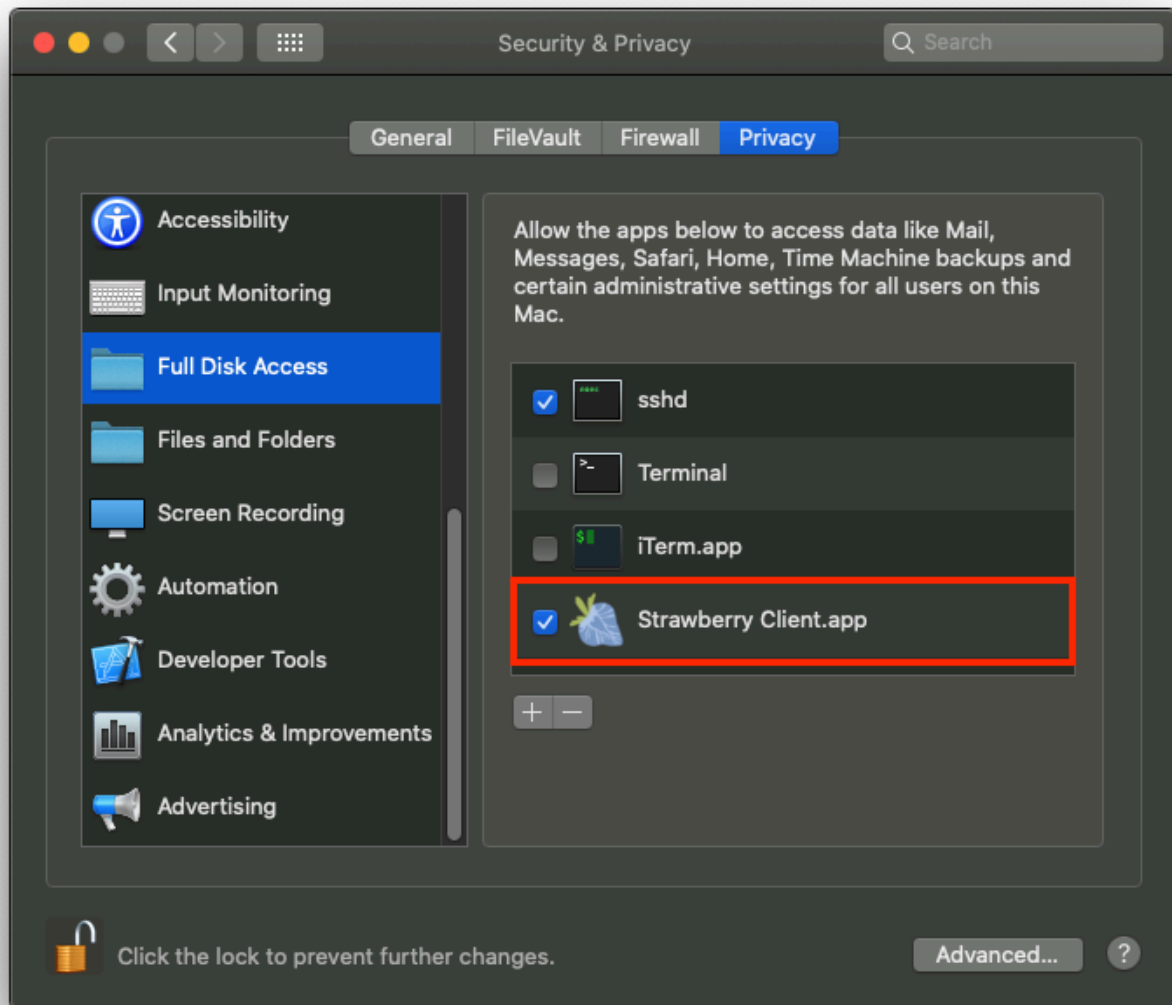 Security & Privacy
Search
General
FileVault
Firewall
Privacy
Accessibility
Input Monitoring
Full Disk Access
Files and Folders
Screen Recording
Automation
Developer Tools
Analytics & Improvements
Advertising
Allow the apps below to access data like Mail,
Messages, Safari, Home, Time Machine backups and
certain administrative settings for all users on this
Mac.
sshd
Terminal
iTerm.app
Strawberry Client.app
Click the lock to prevent further changes.
Advanced...
?